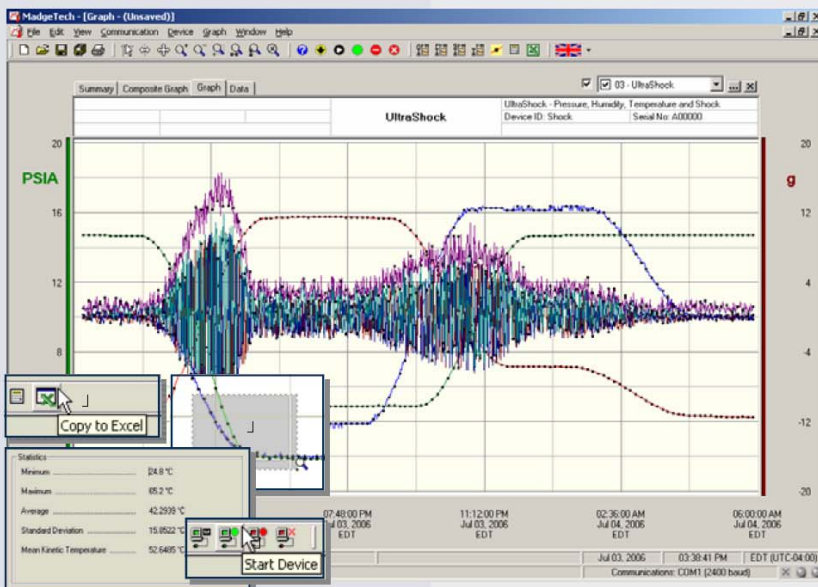 MadgeTech - [Graph - (Unsaved)]
File Edit View Communication Device Graph Window Help
Summary Composite Graph Graph Data
03 - UltraShock
UltraShock
UltraShock - Pressure, Humidity, Temperature and Shock
Device ID: Shock Serial No: A00000
20 20
PSIA g
16 12
12 4
8 -4
-12
-20
Copy to Excel
Statistics
Minimum 24.8 °C
Maximum 65.2 °C
Average 42.2939 °C
Standard Deviation 15.8522 °C
Mean Kinetic Temperature 52.6485 °C
Start Device
07:48:00 PM 11:12:00 PM 02:36:00 AM 06:00:00 AM
Jul 03, 2006 Jul 03, 2006 Jul 04, 2006 Jul 04, 2006
EDT EDT EDT EDT
Jul 03, 2006 03:38:41 PM EDT (UTC-04:00)
Communications: COM1 (2400 baud)